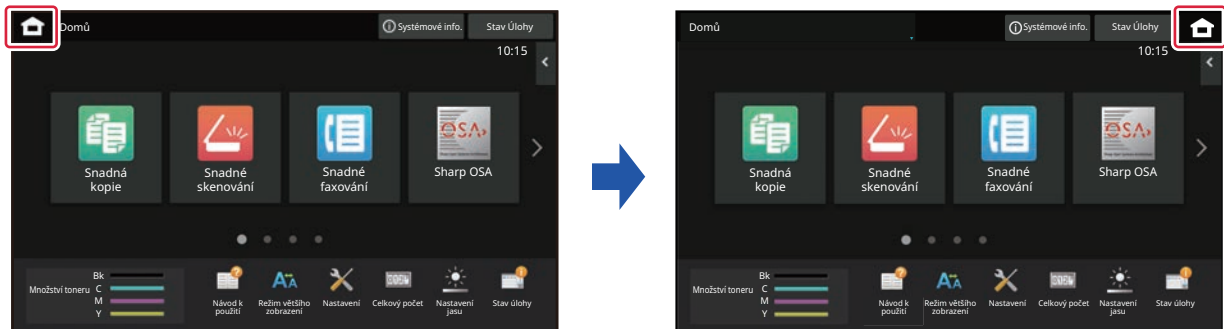 Domů
Systémové info.
Stav Úlohy
10:15
Snadná
kopie
Snadné
skenování
Snadné
faxování
OSA
Sharp OSA
Množství toneru
Bk
C
M
Y
Návod k
použití
Režim většího
zobrazení
Nastavení
Celkový počet
Nastavení
jasu
Stav úlohy
Domů
Systémové info.
Stav Úlohy
10:15
Snadná
kopie
Snadné
skenování
Snadné
faxování
OSA
Sharp OSA
Množství toneru
Bk
C
M
Y
Návod k
použití
Režim většího
zobrazení
Nastavení
Celkový počet
Nastavení
jasu
Stav úlohy